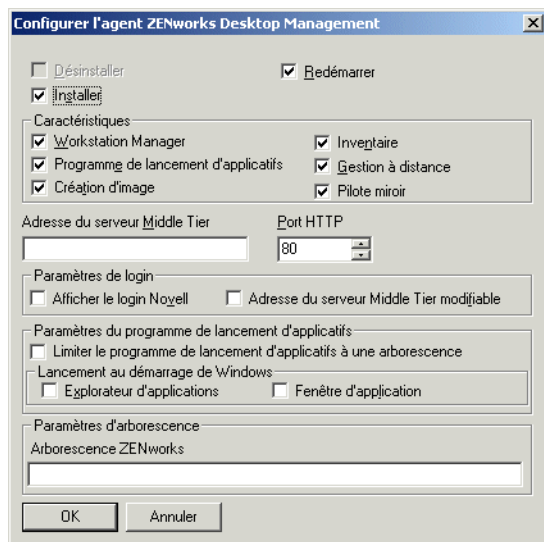 Configurer l'agent ZENworks Desktop Management
Désinstaller
Redémarrer
Installer
Caractéristiques
Workstation Manager
Inventaire
Programme de lancement d'applicatifs
Gestion à distance
Création d'image
Pilote miroir
Adresse du serveur Middle Tier
Port HTTP
80
Paramètres de login
Afficher le login Novell
Adresse du serveur Middle Tier modifiable
Paramètres du programme de lancement d'applicatifs
Limiter le programme de lancement d'applicatifs à une arborescence
Lancement au démarrage de Windows
Explorateur d'applications
Fenêtre d'application
Paramètres d'arborescence
Arborescence ZENworks
OK
Annuler